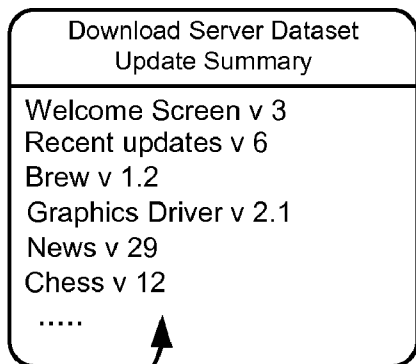 Download Server Dataset
Update Summary
Welcome Screen v 3
Recent updates v 6
Brew v 1.2
Graphics Driver v 2.1
News v 29
Chess v 12
.....